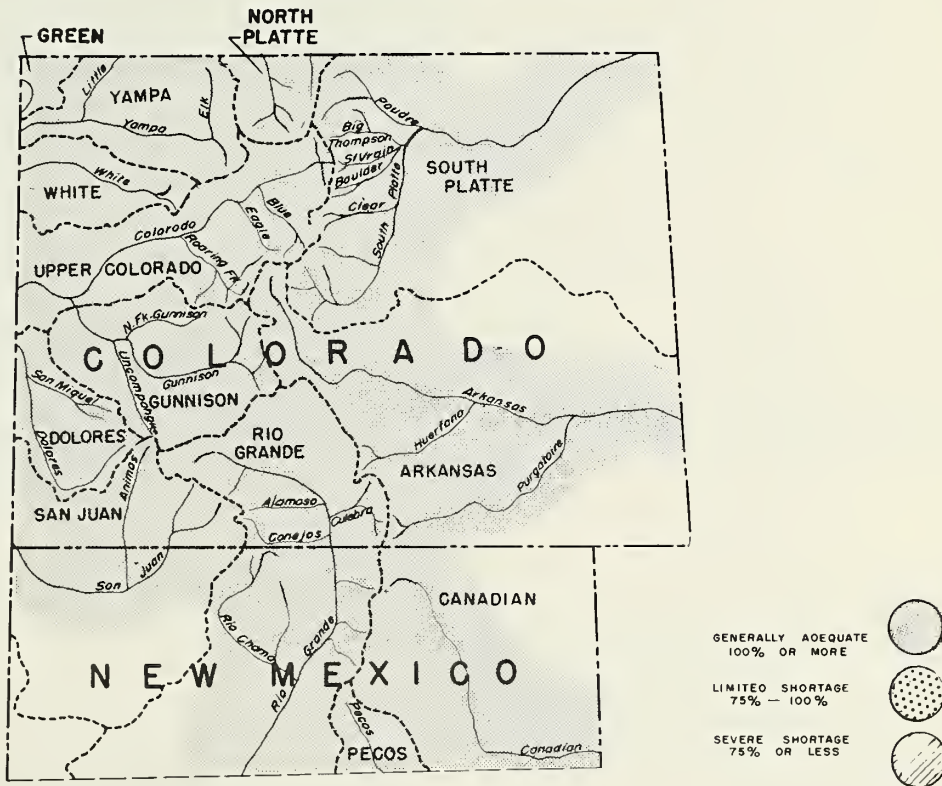 GREEN
NORTH
PLATTE
Little
YAMPA
Elk
Yampa
Poudre
Big
Thompson
St Vrain
Boulder
SOUTH
PLATTE
WHITE
White
Clear
South Platte
Blue
Eagle
Colorado
Roaring Fk.
UPPER COLORADO
N. Fk. Gunnison
COLORADO
Uncompahgre
Gunnison
GUNNISON
San Miguel
Arkansas
DOLORES
Dolores
RIO
GRANDE
Huerfano
ARKANSAS
Purgatoire
Animas
SAN JUAN
Alamosa
Culebra
Conejos
San Juan
CANADIAN
Rio Chama
Rio Grande
NEW MEXICO
Pecos
PECOS
Canadian
GENERALLY ADEQUATE
100% OR MORE
LIMITED SHORTAGE
75% — 100%
SEVERE SHORTAGE
75% OR LESS